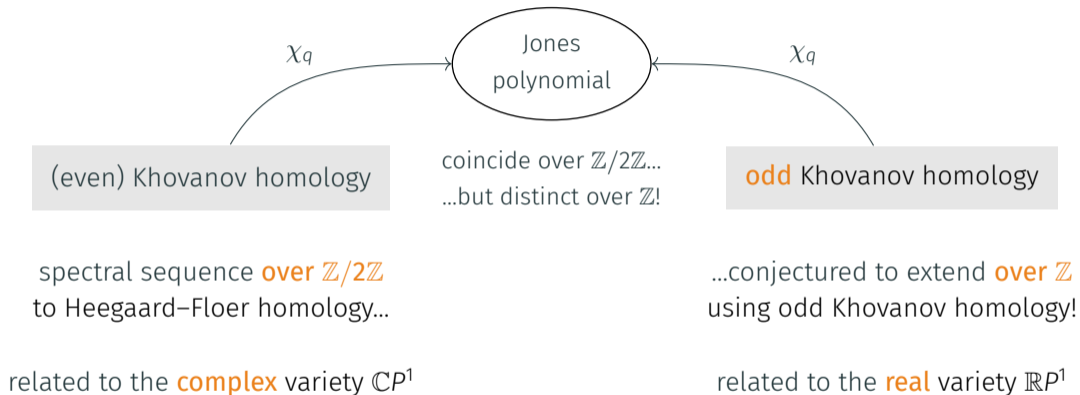 χq
Jones
polynomial
χq
(even) Khovanov homology
coincide over ℤ/2ℤ...
...but distinct over ℤ!
odd Khovanov homology
spectral sequence over ℤ/2ℤ
to Heegaard–Floer homology...
...conjectured to extend over ℤ
using odd Khovanov homology!
related to the complex variety ℂP¹
related to the real variety ℝP¹